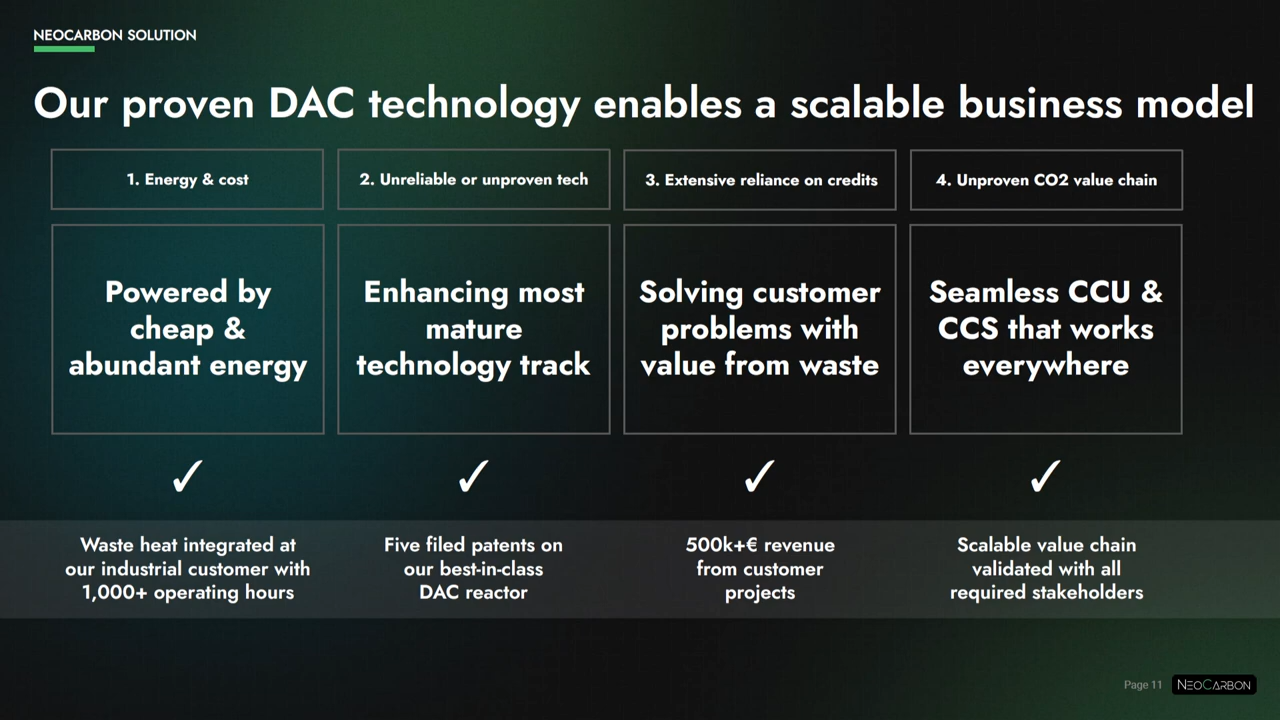 NEOCARBON SOLUTION
Our proven DAC technology enables a scalable business model
1. Energy & cost
2. Unreliable or unproven tech
3. Extensive reliance on credits
4. Unproven CO2 value chain
Powered by
cheap &
abundant energy
Enhancing most
mature
technology track
Solving customer
problems with
value from waste
Seamless CCU &
CCS that works
everywhere
✓
✓
✓
✓
Waste heat integrated at
our industrial customer with
1,000+ operating hours
Five filed patents on
our best-in-class
DAC reactor
500k+€ revenue
from customer
projects
Scalable value chain
validated with all
required stakeholders
Page 11
NEOCARBON